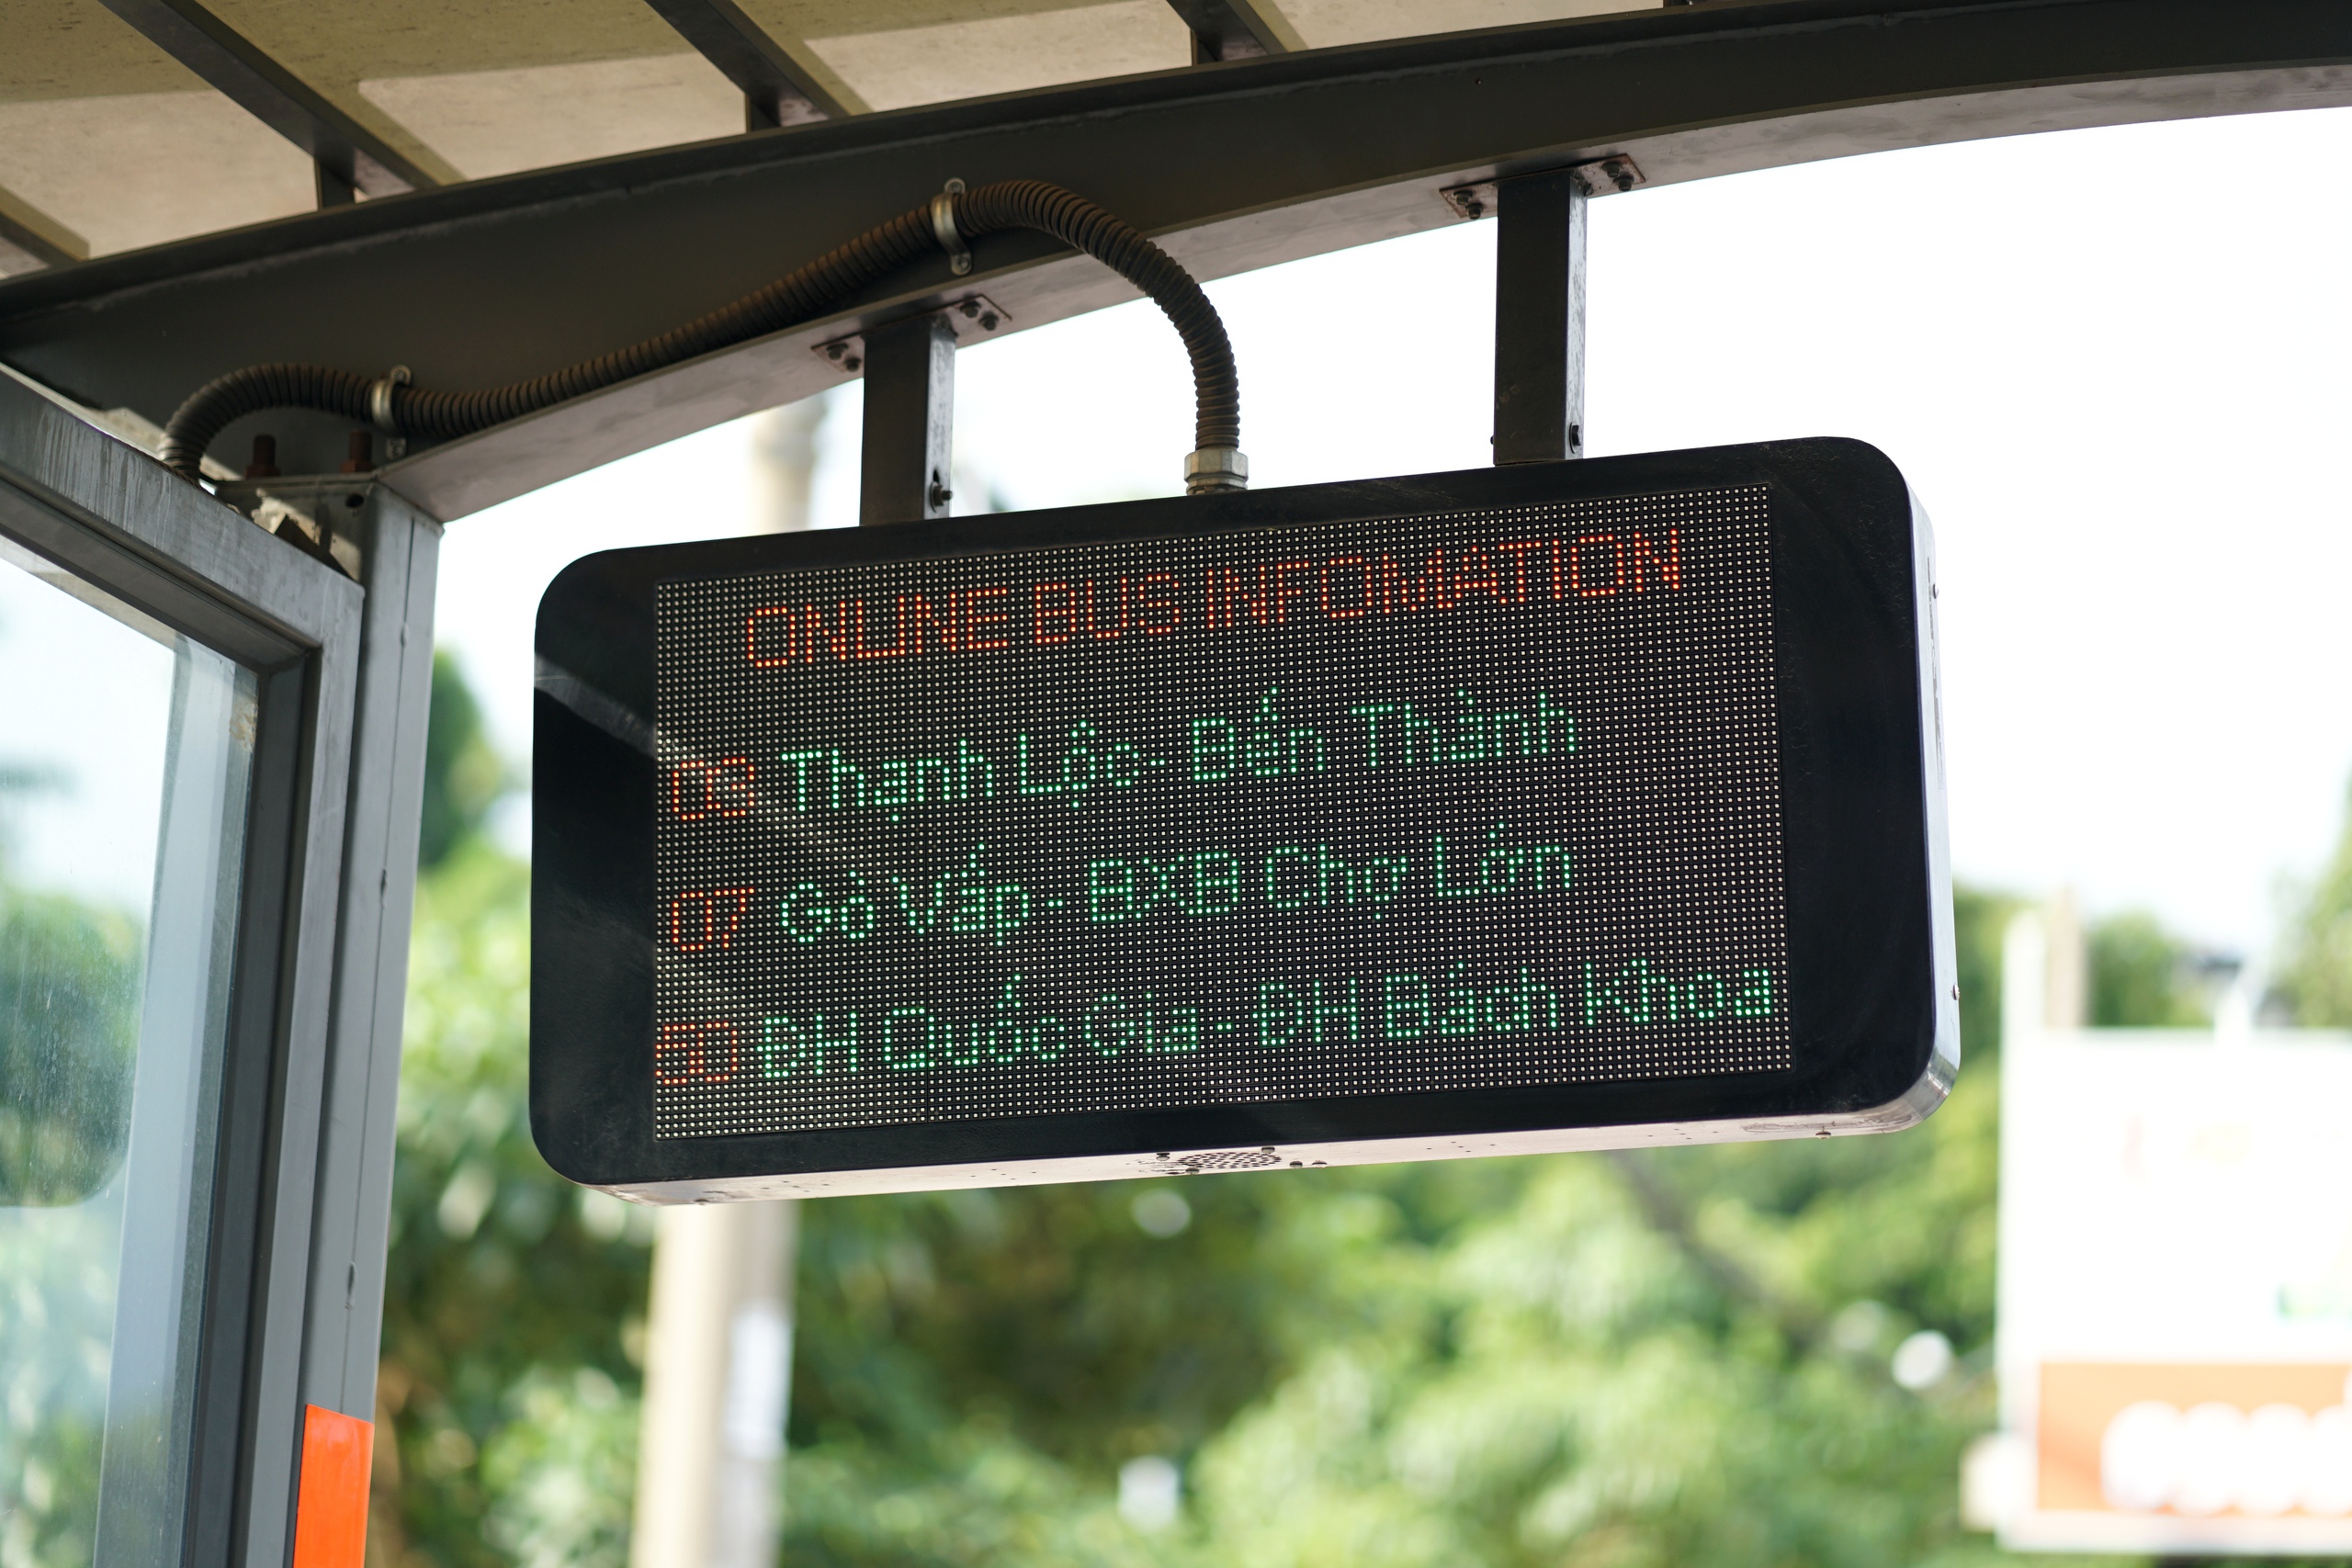 ONLINE BUS INFOMATION
03 Thạnh Lộc- Bến Thành
07 Gò Vấp - BXB Chợ Lớn
50 ĐH Quốc Gia - ĐH Bách Khoa